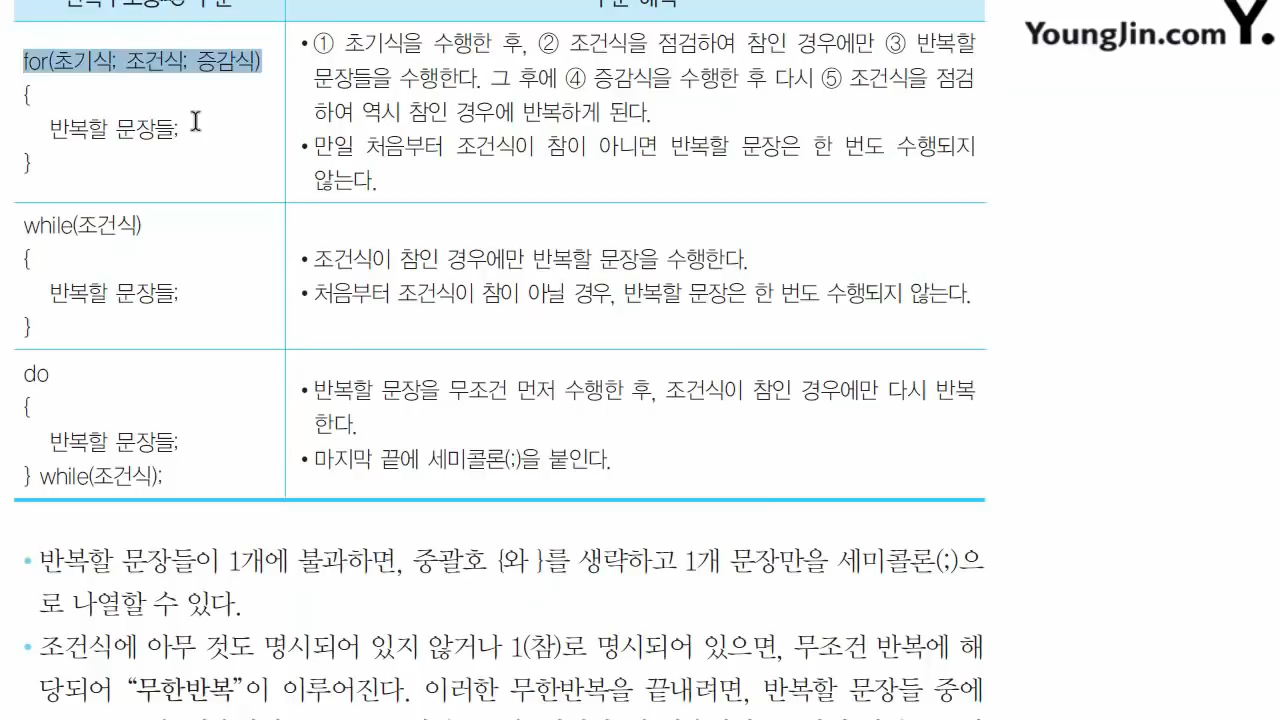 YoungJin.com Y.
for(초기식; 조건식; 증감식)
{
반복할 문장들;
}
• ① 초기식을 수행한 후, ② 조건식을 점검하여 참인 경우에만 ③ 반복할
문장들을 수행한다. 그 후에 ④ 증감식을 수행한 후 다시 ⑤ 조건식을 점검
하여 역시 참인 경우에 반복하게 된다.
• 만일 처음부터 조건식이 참이 아니면 반복할 문장은 한 번도 수행되지
않는다.
while(조건식)
{
반복할 문장들;
}
• 조건식이 참인 경우에만 반복할 문장을 수행한다.
• 처음부터 조건식이 참이 아닐 경우, 반복할 문장은 한 번도 수행되지 않는다.
do
{
반복할 문장들;
} while(조건식);
• 반복할 문장을 무조건 먼저 수행한 후, 조건식이 참인 경우에만 다시 반복
한다.
• 마지막 끝에 세미콜론(;)을 붙인다.
• 반복할 문장들이 1개에 불과하면, 중괄호 {와 }를 생략하고 1개 문장만을 세미콜론(;)으
로 나열할 수 있다.
• 조건식에 아무 것도 명시되어 있지 않거나 1(참)로 명시되어 있으면, 무조건 반복에 해
당되어 “무한반복”이 이루어진다. 이러한 무한반복을 끝내려면, 반복할 문장들 중에